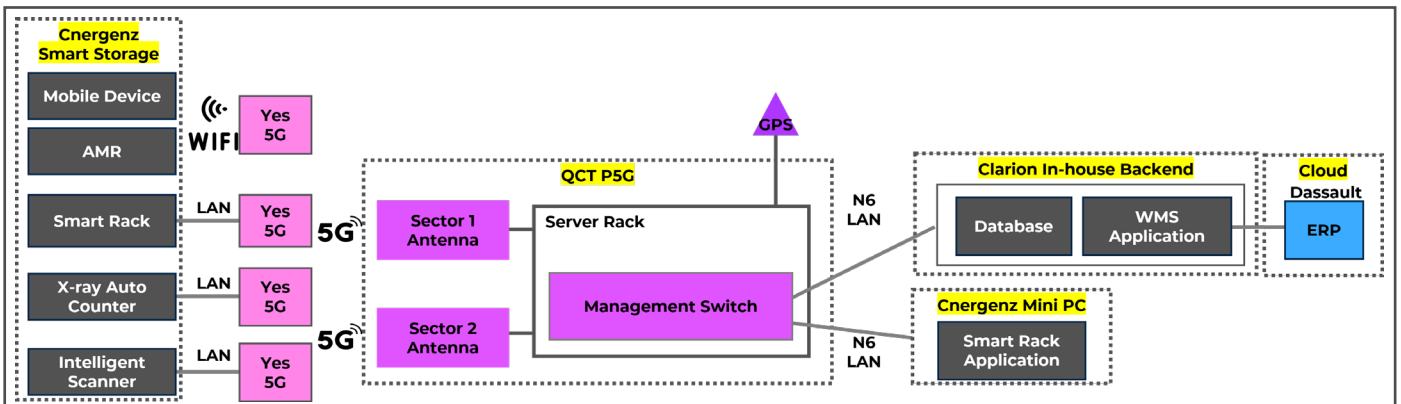 Cnergenz
Smart Storage
Mobile Device
AMR
WIFI
Yes
5G
Smart Rack
LAN
Yes
5G
X-ray Auto
Counter
LAN
Yes
5G
Intelligent
Scanner
LAN
Yes
5G
5G
5G
QCT P5G
Sector 1
Antenna
Sector 2
Antenna
Server Rack
Management Switch
GPS
N6
LAN
N6
LAN
Clarion In-house Backend
Database
WMS
Application
Cloud
Dassault
ERP
Cnergenz Mini PC
Smart Rack
Application